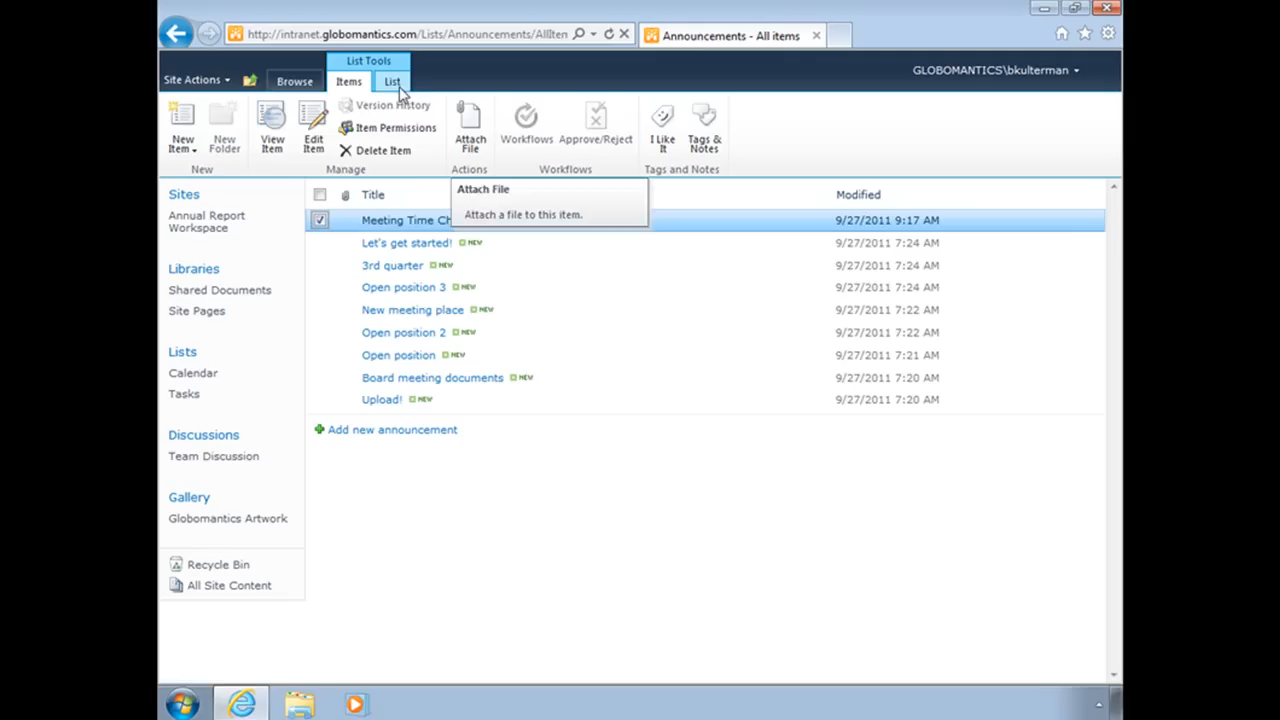 http://intranet.globomantics.com/Lists/Announcements/AllIten
Announcements - All items
List Tools
Site Actions
Browse
Items
List
GLOBOMANTICS\bkulterman
New Item
New Folder
View Item
Edit Item
Version History
Item Permissions
Delete Item
Attach File
Workflows
Approve/Reject
I Like It
Tags & Notes
New
Manage
Actions
Workflows
Tags and Notes
Attach File
Attach a file to this item.
Sites
Annual Report
Workspace
Libraries
Shared Documents
Site Pages
Lists
Calendar
Tasks
Discussions
Team Discussion
Gallery
Globomantics Artwork
Recycle Bin
All Site Content
Title Modified
Meeting Time Ch 9/27/2011 9:17 AM
Let's get started! NEW 9/27/2011 7:24 AM
3rd quarter NEW 9/27/2011 7:24 AM
Open position 3 NEW 9/27/2011 7:24 AM
New meeting place NEW 9/27/2011 7:22 AM
Open position 2 NEW 9/27/2011 7:22 AM
Open position NEW 9/27/2011 7:21 AM
Board meeting documents NEW 9/27/2011 7:20 AM
Upload! NEW 9/27/2011 7:20 AM
Add new announcement